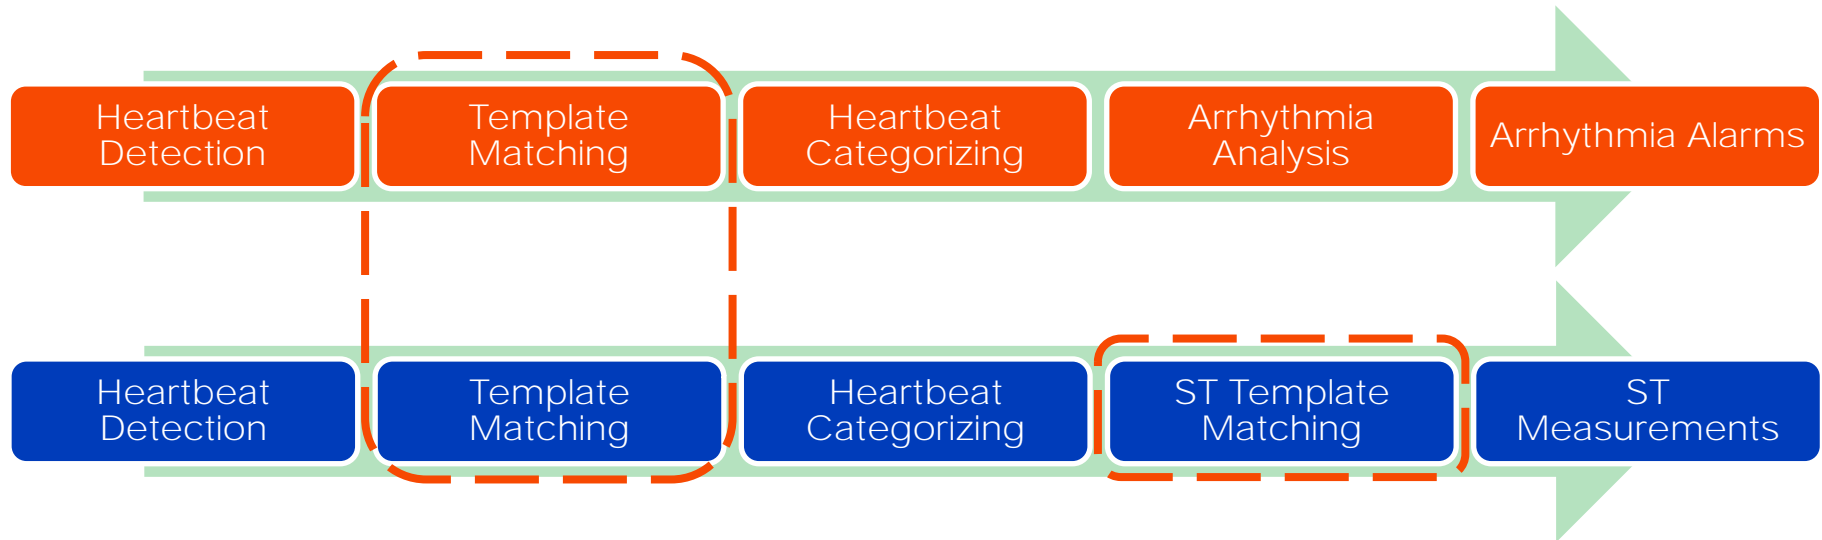 Heartbeat
Detection
Template
Matching
Heartbeat
Categorizing
Arrhythmia
Analysis
Arrhythmia Alarms
Heartbeat
Detection
Template
Matching
Heartbeat
Categorizing
ST Template
Matching
ST
Measurements